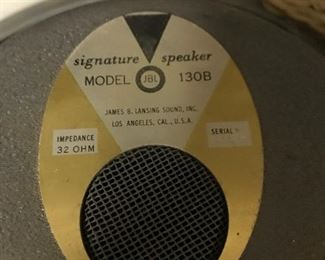 signature speaker
MODEL JBL 130B
JAMES B. LANSING SOUND, INC.
LOS ANGELES, CAL., U.S.A.
IMPEDANCE
32 OHM
SERIAL